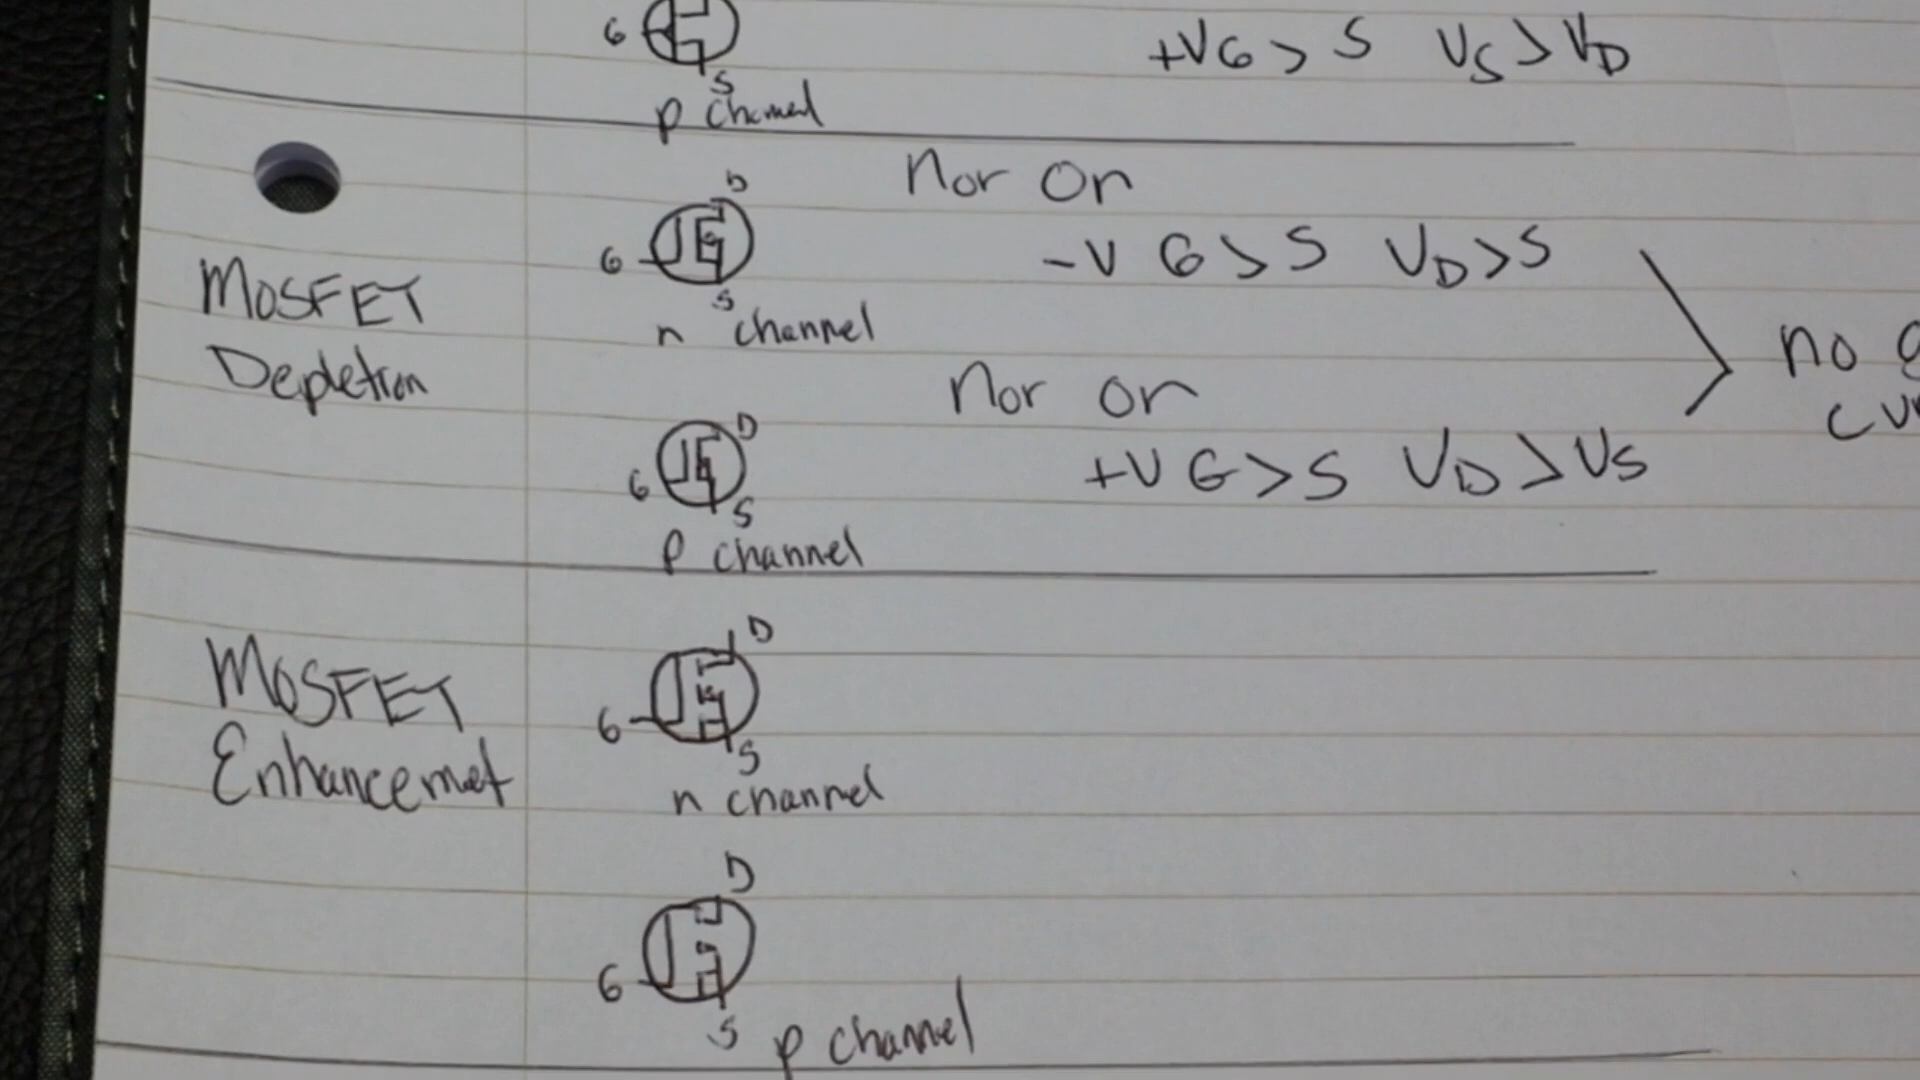 G
S
+VG > S VS > VD
p channel
Nor On
D
G
-V G > S VD > S
S
MOSFET
Depletion
n channel
no
Nor on
D
G
+V G > S VD > VS
S
p channel
D
MOSFET
Enhancemet
G
S
n channel
D
G
S
p channel